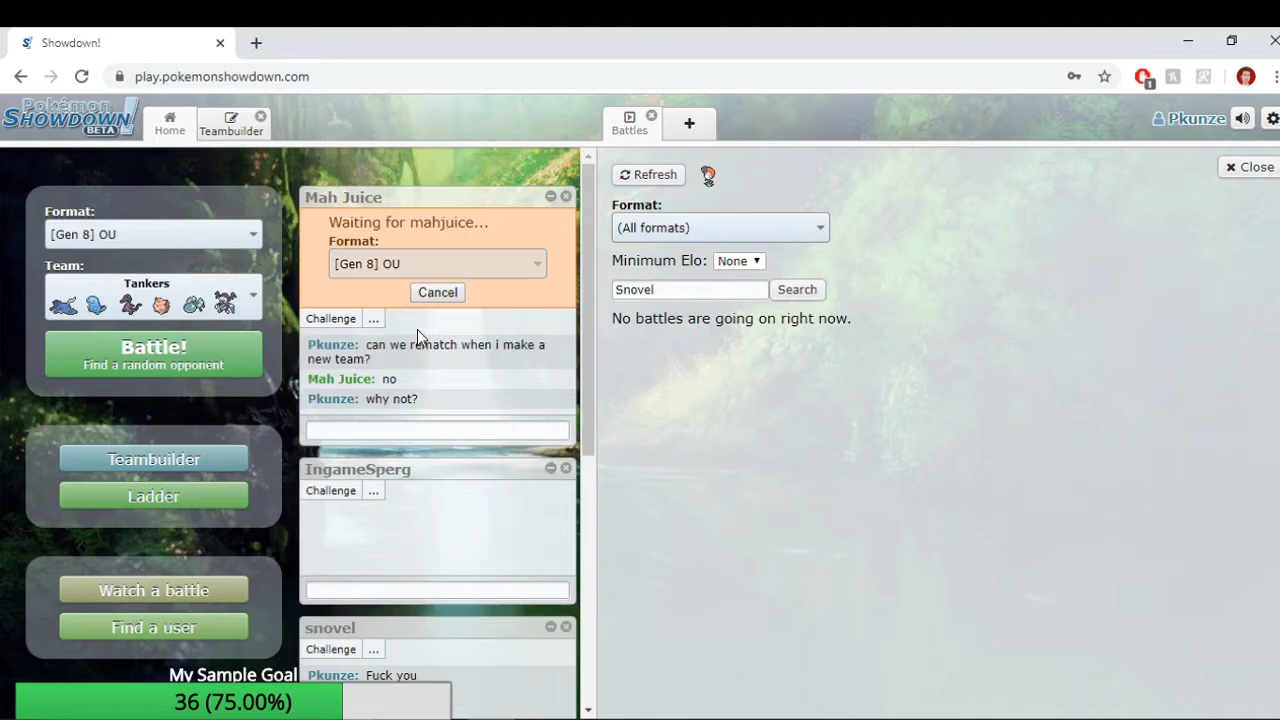 Showdown!
play.pokemonshowdown.com
1
Pokémon
SHOWDOWN!
BETA
Home
Teambuilder
Battles
Pkunze
Format:
[Gen 8] OU
Team:
Tankers
Battle!
Find a random opponent
Teambuilder
Ladder
Watch a battle
Find a user
My Sample Goal
36 (75.00%)
Mah Juice
Waiting for mahjuice...
Format:
[Gen 8] OU
Cancel
Challenge ...
Pkunze: can we rematch when i make a
new team?
Mah Juice: no
Pkunze: why not?
IngameSperg
Challenge ...
snovel
Challenge ...
Pkunze: Fuck you
Refresh
Close
Format:
(All formats)
Minimum Elo: None
Snovel Search
No battles are going on right now.